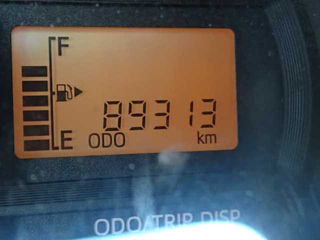 F
89313
E ODO km
ODO/TRIP DISP